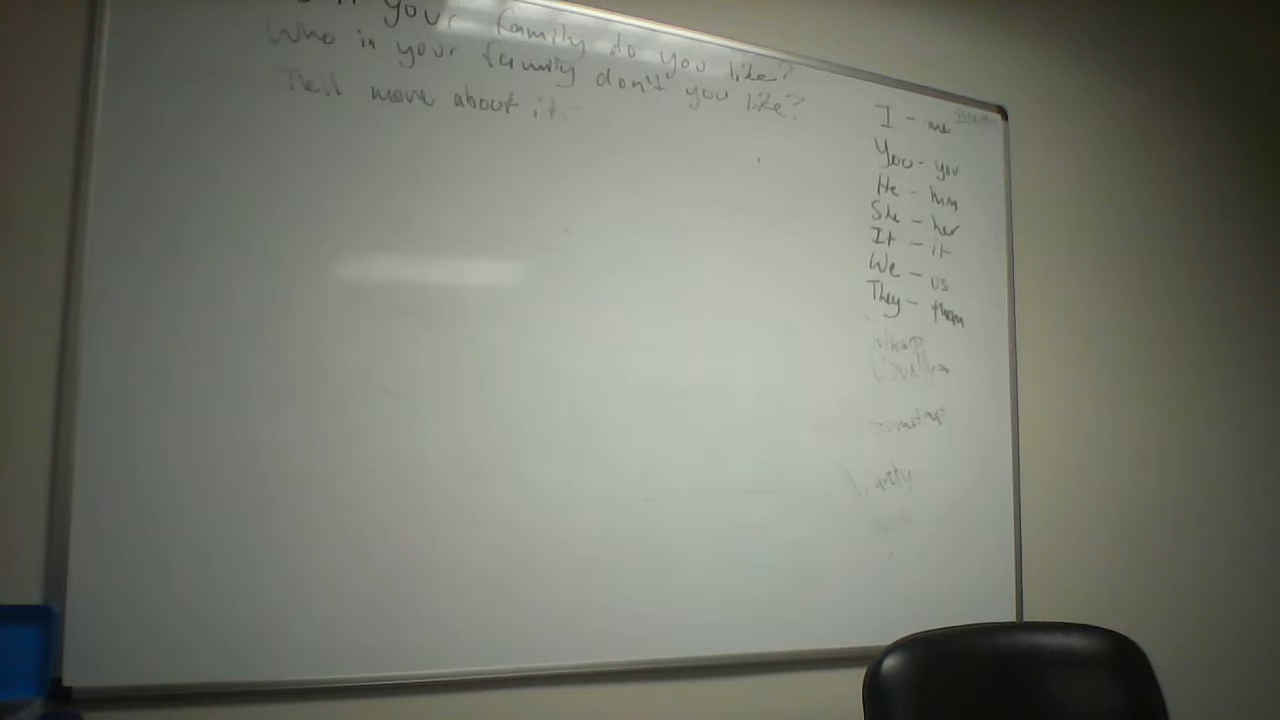 your family do you like?
Who in your family don't you like?
Tell more about it.
I - me
You - you
He - him
She - her
It - it
We - us
They - them
Usually